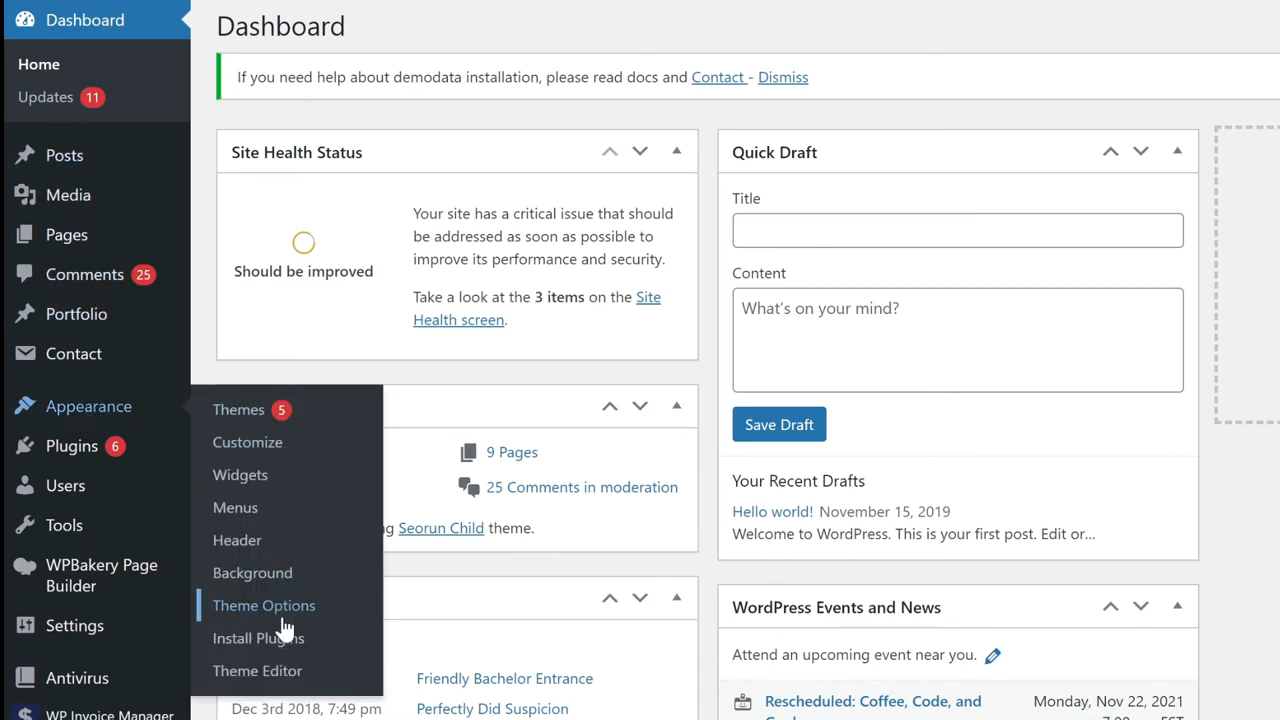 Dashboard
Home
Updates 11
Posts
Media
Pages
Comments 25
Portfolio
Contact
Appearance
Plugins 6
Users
Tools
WPBakery Page
Builder
Settings
Antivirus
WP Invoice Manager
Themes 5
Customize
Widgets
Menus
Header
Background
Theme Options
Install Plugins
Theme Editor
Dashboard
If you need help about demodata installation, please read docs and Contact - Dismiss
Site Health Status
Should be improved
Your site has a critical issue that should
be addressed as soon as possible to
improve its performance and security.
Take a look at the 3 items on the Site
Health screen.
9 Pages
25 Comments in moderation
Seorun Child theme.
Friendly Bachelor Entrance
Dec 3rd 2018, 7:49 pm Perfectly Did Suspicion
Quick Draft
Title
Content
What's on your mind?
Save Draft
Your Recent Drafts
Hello world! November 15, 2019
Welcome to WordPress. This is your first post. Edit or...
WordPress Events and News
Attend an upcoming event near you.
Rescheduled: Coffee, Code, and Monday, Nov 22, 2021